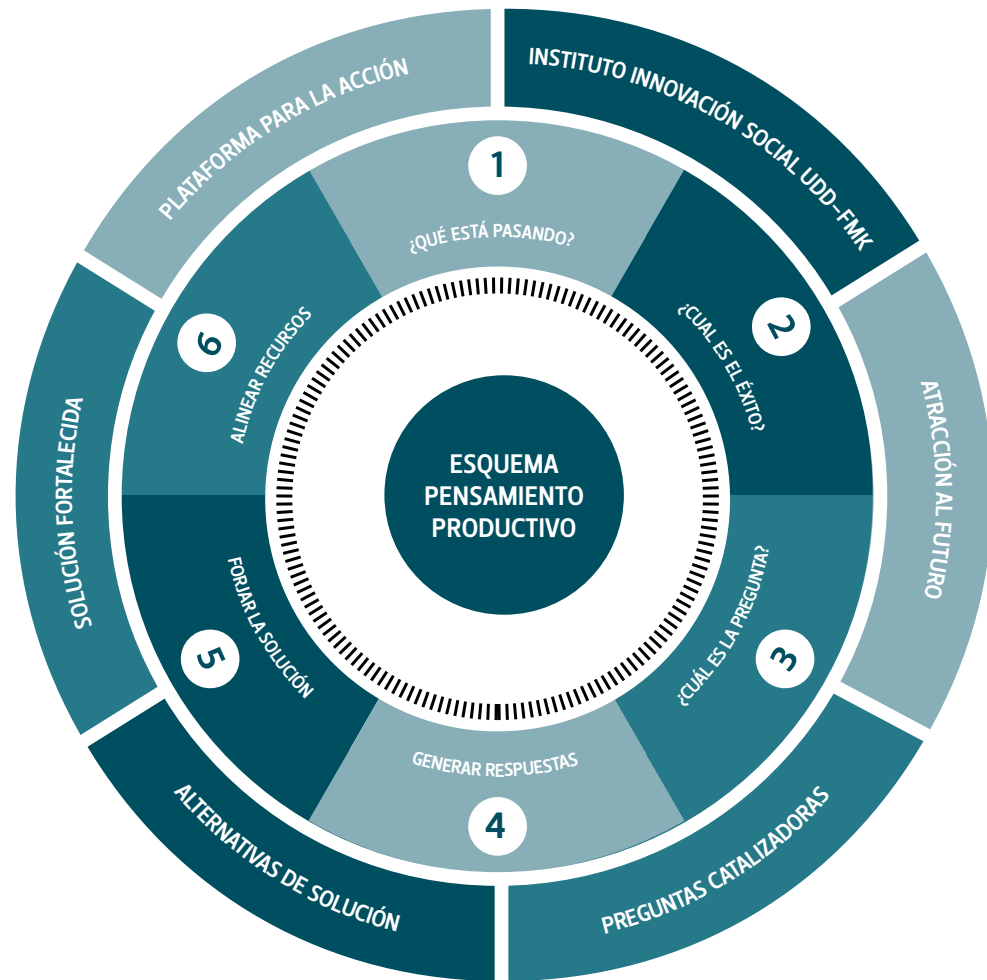 ESQUEMA
PENSAMIENTO
PRODUCTIVO
1
¿QUÉ ESTÁ PASANDO?
2
¿CUAL ES EL ÉXITO?
3
¿CUÁL ES LA PREGUNTA?
4
GENERAR RESPUESTAS
5
FORJAR LA SOLUCIÓN
6
ALINEAR RECURSOS
INSTITUTO INNOVACIÓN SOCIAL UDD-FMK
ATRACCIÓN AL FUTURO
PREGUNTAS CATALIZADORAS
ALTERNATIVAS DE SOLUCIÓN
SOLUCIÓN FORTALECIDA
PLATAFORMA PARA LA ACCIÓN